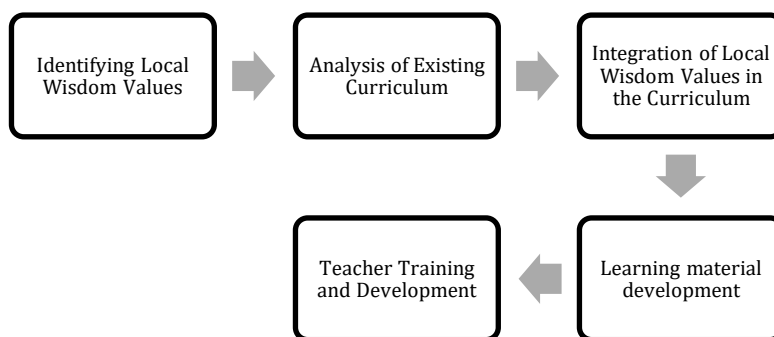 Identifying Local
Wisdom Values
Analysis of Existing
Curriculum
Integration of Local
Wisdom Values in
the Curriculum
Learning material
development
Teacher Training
and Development